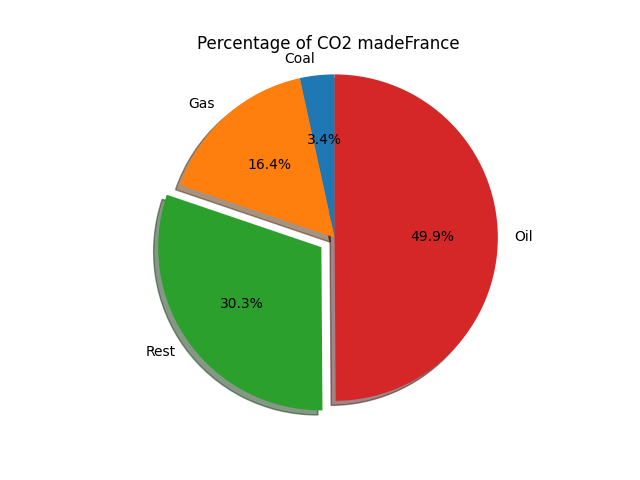 Percentage of CO2 madeFrance
Coal
Gas
3.4%
16.4%
49.9%
Oil
30.3%
Rest